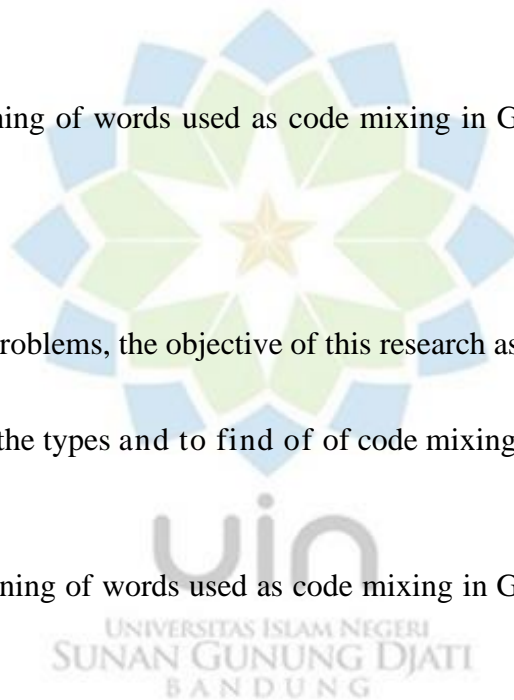 ning of words used as code mixing in G
roblems, the objective of this research as
the types and to find of of code mixing
uin
ning of words used as code mixing in G
UNIVERSITAS ISLAM NEGERI
SUNAN GUNUNG DJATI
BANDUNG